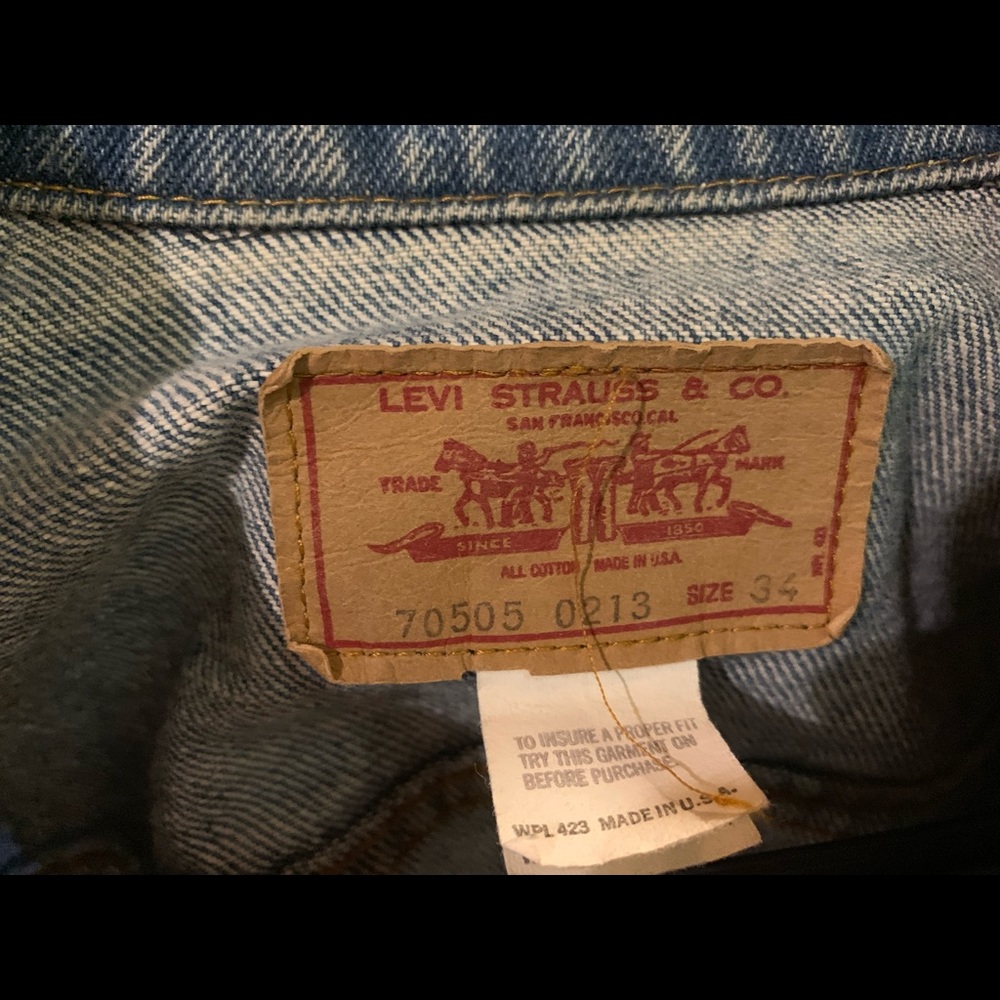 LEVI STRAUSS & CO.
SAN FRANCISCO, CAL
TRADE MARK
SINCE 1850
ALL COTTON MADE IN U.S.A.
70505 0213 SIZE 34
TO INSURE A PROPER FIT
TRY THIS GARMENT ON
BEFORE PURCHASE.
WPL 423 MADE IN U.S.A.